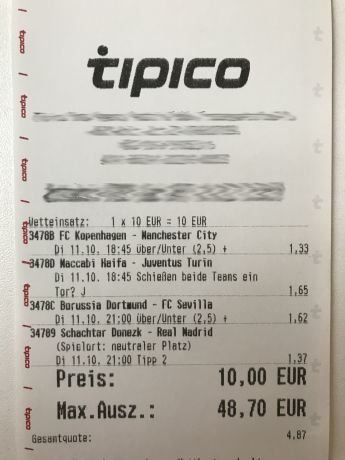 tipico
Wetteinsatz: 1 x 10 EUR = 10 EUR
3478B FC Kopenhagen - Manchester City
Di 11.10. 18:45 über/Unter (2,5) + 1,33
3478D Maccabi Haifa - Juventus Turin
Di 11.10. 18:45 Schießen beide Teams ein
Tor? J 1,65
3478C Borussia Dortmund - FC Sevilla
Di 11.10. 21:00 über/Unter (2,5) + 1,62
34789 Schachtar Donezk - Real Madrid
(Spielort: neutraler Platz)
Di 11.10. 21:00 Tipp 2 1,37
Preis: 10,00 EUR
Max.Ausz.: 48,70 EUR
Gesamtquote: 4,87